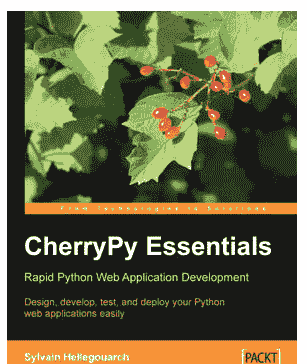 From Technologies to Solutions
CherryPy Essentials
Rapid Python Web Application Development
Design, develop, test, and deploy your Python
web applications easily
Sylvain Hellegouarch
[PACKT]